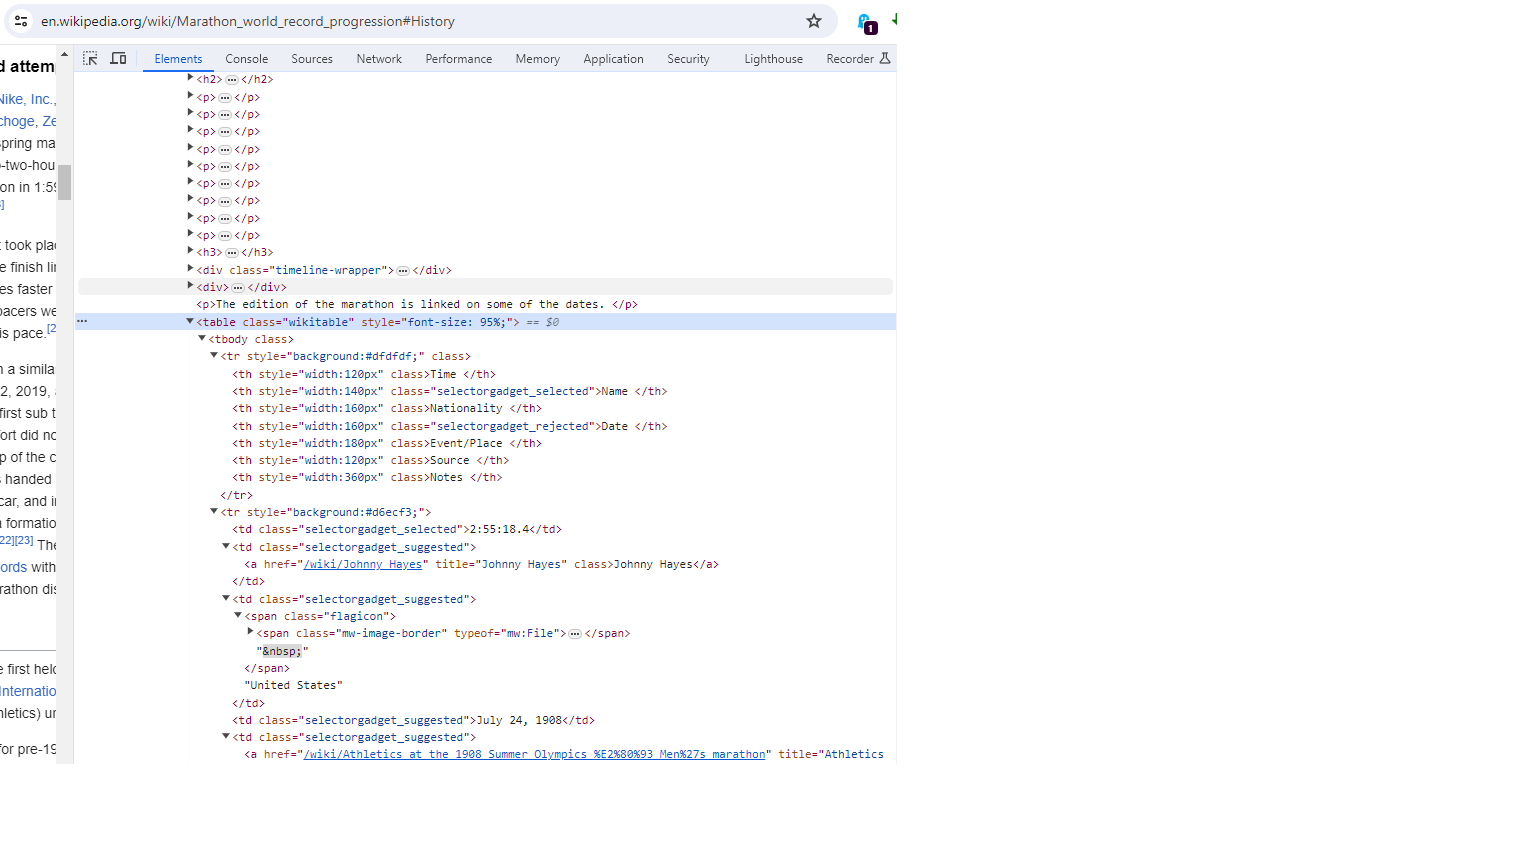 en.wikipedia.org/wiki/Marathon_world_record_progression#History
1
Elements Console Sources Network Performance Memory Application Security Lighthouse Recorder
d attem
Nike, Inc.,
choge, Ze
spring ma
o-two-hou
on in 1:59
t took plac
e finish lin
es faster
pacers we
is pace.[2
n a simila
2, 2019,
first sub t
ort did no
p of the c
s handed
car, and in
a formatio
22][23] The
ords with
rathon dis
e first held
Internatio
hletics) un
for pre-19
<h2>…</h2>
<p>…</p>
<p>…</p>
<p>…</p>
<p>…</p>
<p>…</p>
<p>…</p>
<p>…</p>
<p>…</p>
<p>…</p>
<h3>…</h3>
<div class="timeline-wrapper">…</div>
<div>…</div>
<p>The edition of the marathon is linked on some of the dates. </p>
… <table class="wikitable" style="font-size: 95%;"> == $0
<tbody class>
<tr style="background:#dfdfdf;" class>
<th style="width:120px" class>Time </th>
<th style="width:140px" class="selectorgadget_selected">Name </th>
<th style="width:160px" class>Nationality </th>
<th style="width:160px" class="selectorgadget_rejected">Date </th>
<th style="width:180px" class>Event/Place </th>
<th style="width:120px" class>Source </th>
<th style="width:360px" class>Notes </th>
</tr>
<tr style="background:#d6ecf3;">
<td class="selectorgadget_selected">2:55:18.4</td>
<td class="selectorgadget_suggested">
<a href="/wiki/Johnny_Hayes" title="Johnny Hayes" class>Johnny Hayes</a>
</td>
<td class="selectorgadget_suggested">
<span class="flagicon">
<span class="mw-image-border" typeof="mw:File">…</span>
"&nbsp;"
</span>
"United States"
</td>
<td class="selectorgadget_suggested">July 24, 1908</td>
<td class="selectorgadget_suggested">
<a href="/wiki/Athletics_at_the_1908_Summer_Olympics_%E2%80%93_Men%27s_marathon" title="Athletics